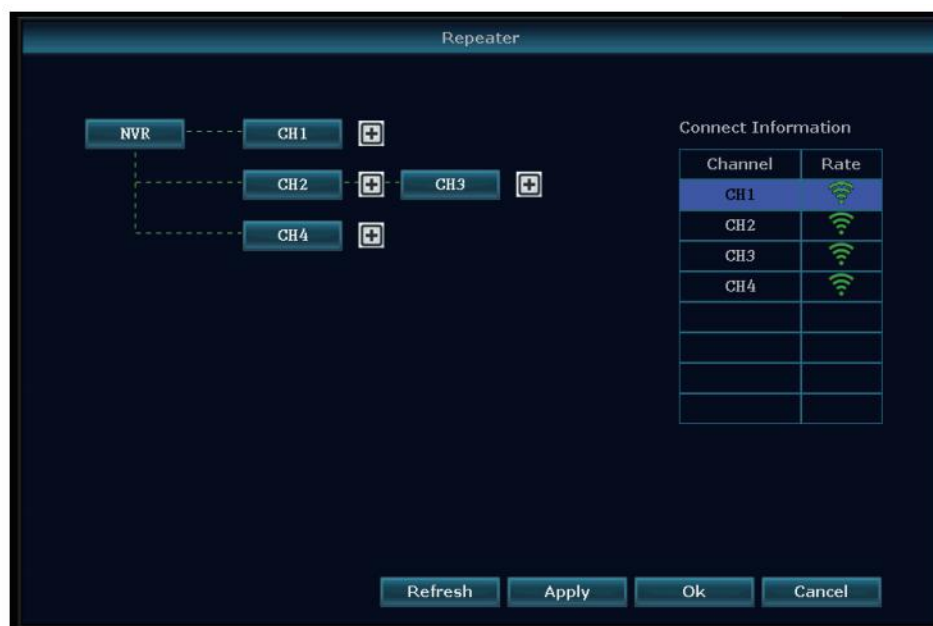 Repeater
NVR CH1
CH2 CH3
CH4
Connect Information
Channel Rate
CH1
CH2
CH3
CH4
Refresh Apply Ok Cancel